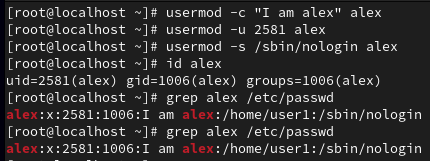 [root@localhost ~]# usermod -c "I am alex" alex
[root@localhost ~]# usermod -u 2581 alex
[root@localhost ~]# usermod -s /sbin/nologin alex
[root@localhost ~]# id alex
uid=2581(alex) gid=1006(alex) groups=1006(alex)
[root@localhost ~]# grep alex /etc/passwd
alex:x:2581:1006:I am alex:/home/user1:/sbin/nologin
[root@localhost ~]# grep alex /etc/passwd
alex:x:2581:1006:I am alex:/home/user1:/sbin/nologin